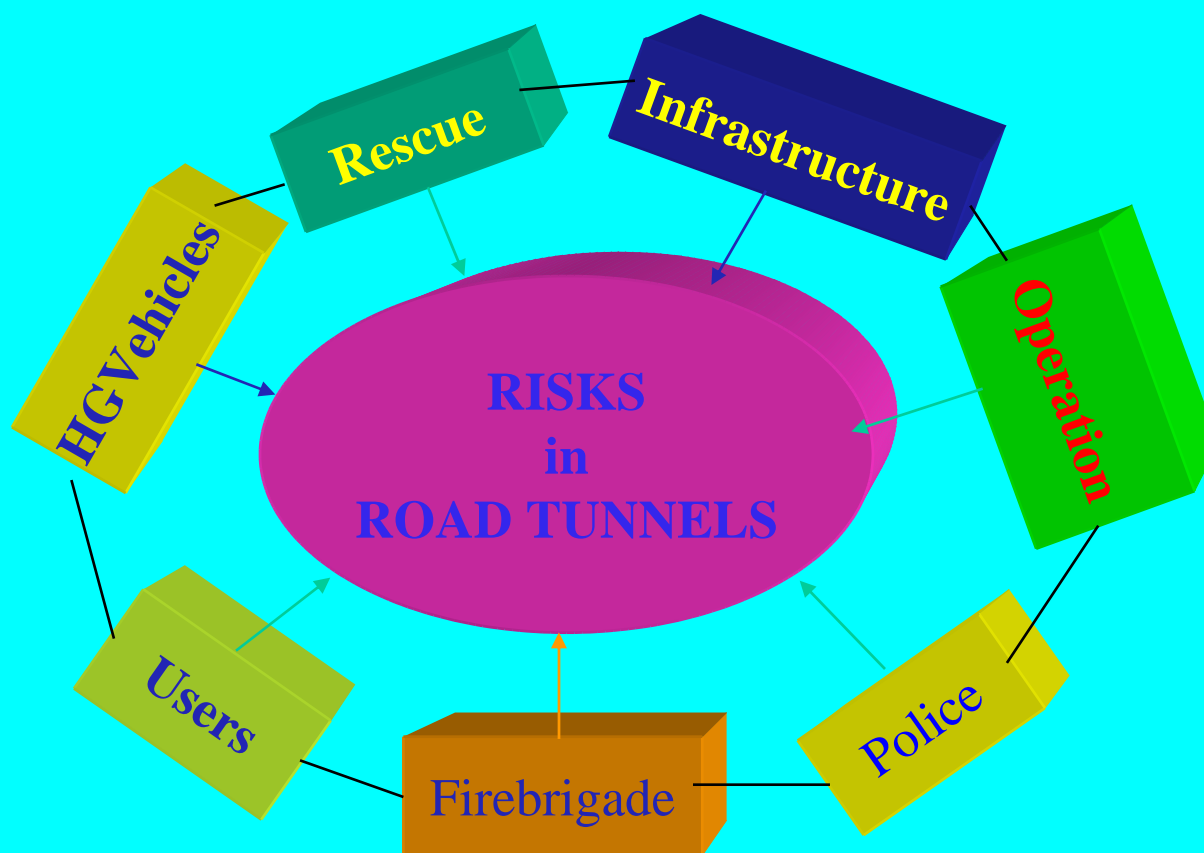 Rescue
Infrastructure
HGVehicles
Operation
RISKS
in
ROAD TUNNELS
Users
Police
Firebrigade